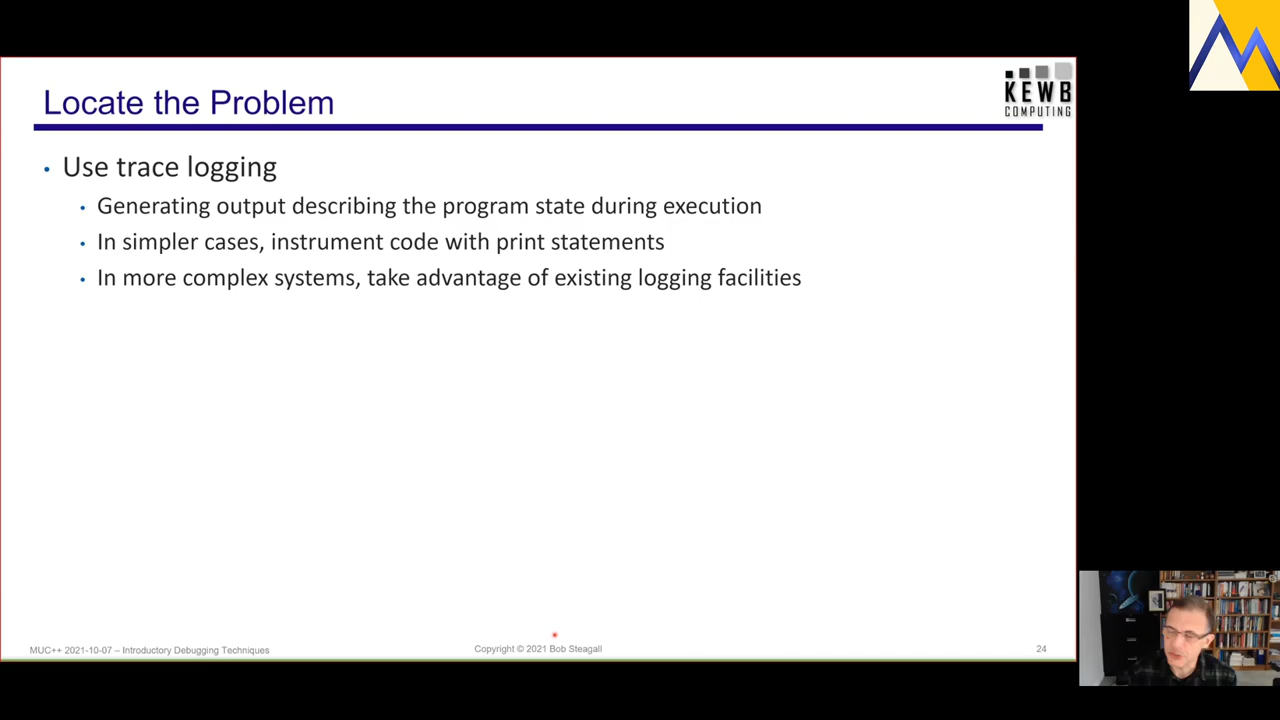 Locate the Problem
KEWB
COMPUTING
• Use trace logging
• Generating output describing the program state during execution
• In simpler cases, instrument code with print statements
• In more complex systems, take advantage of existing logging facilities
MUC++ 2021-10-07 – Introductory Debugging Techniques
Copyright © 2021 Bob Steagall
24